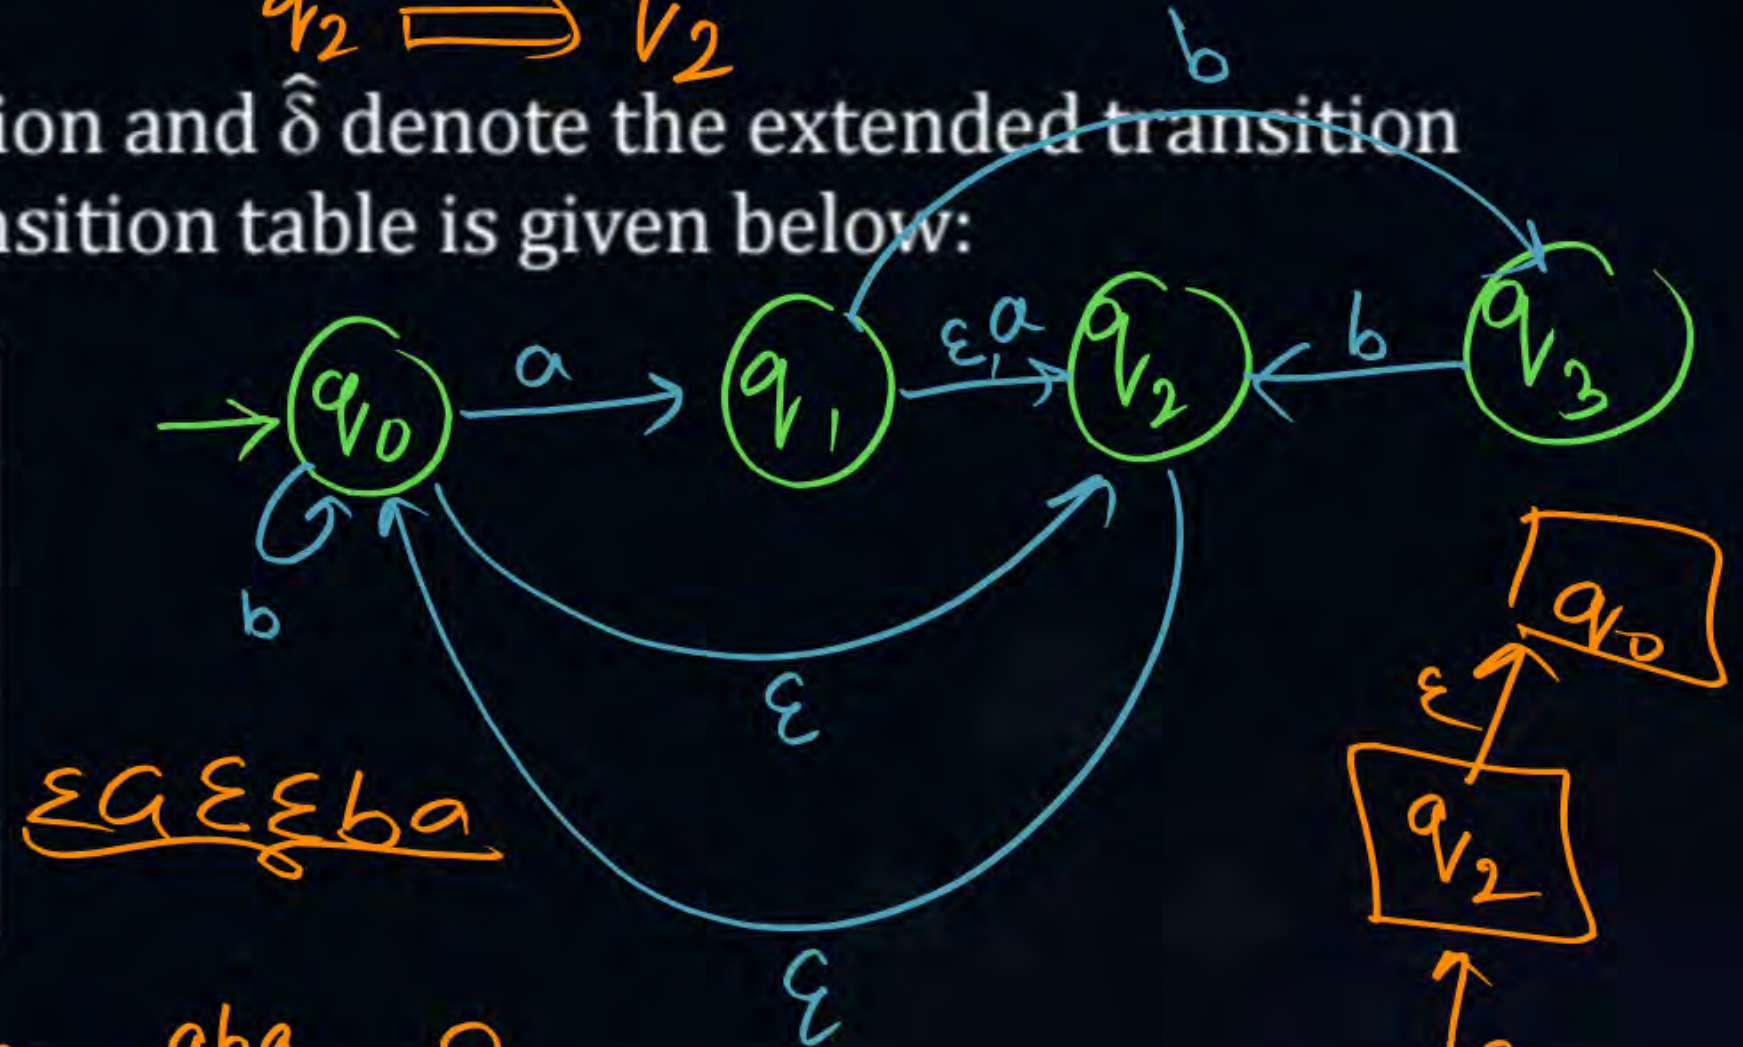 q2 ⇒ q2
b
ion and δ̂ denote the extended transition
nsition table is given below:
a
ε, a
b
q0
q1
q2
q3
b
ε
q0
ε
εaεεba
q2
ε
aba